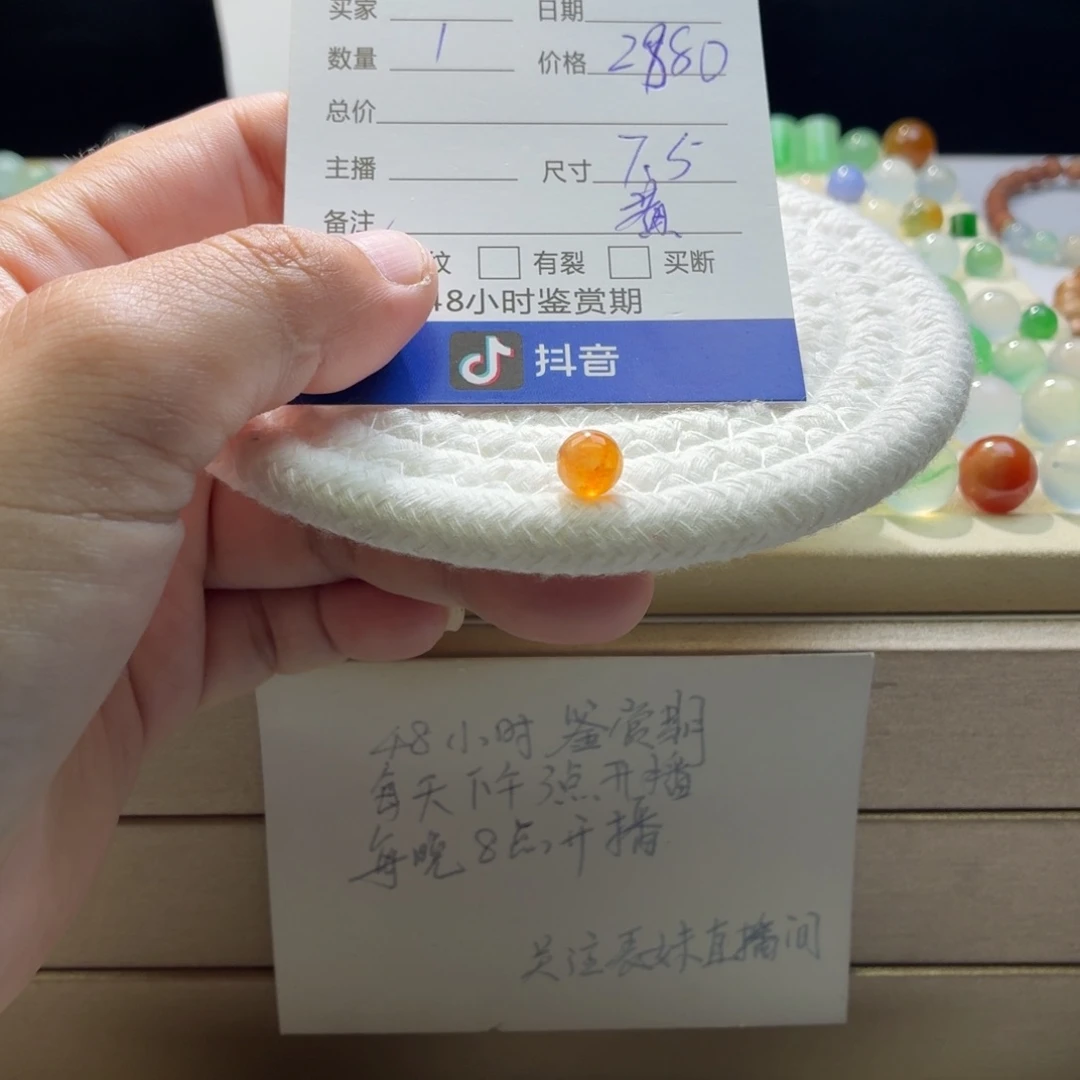 买家 日期
数量 1 价格 2880
总价
主播 尺寸 7.5
备注
纹 有裂 买断
48小时鉴赏期
抖音
48小时鉴赏期
每天下午3点开播
每晚8点开播
关注表妹直播间